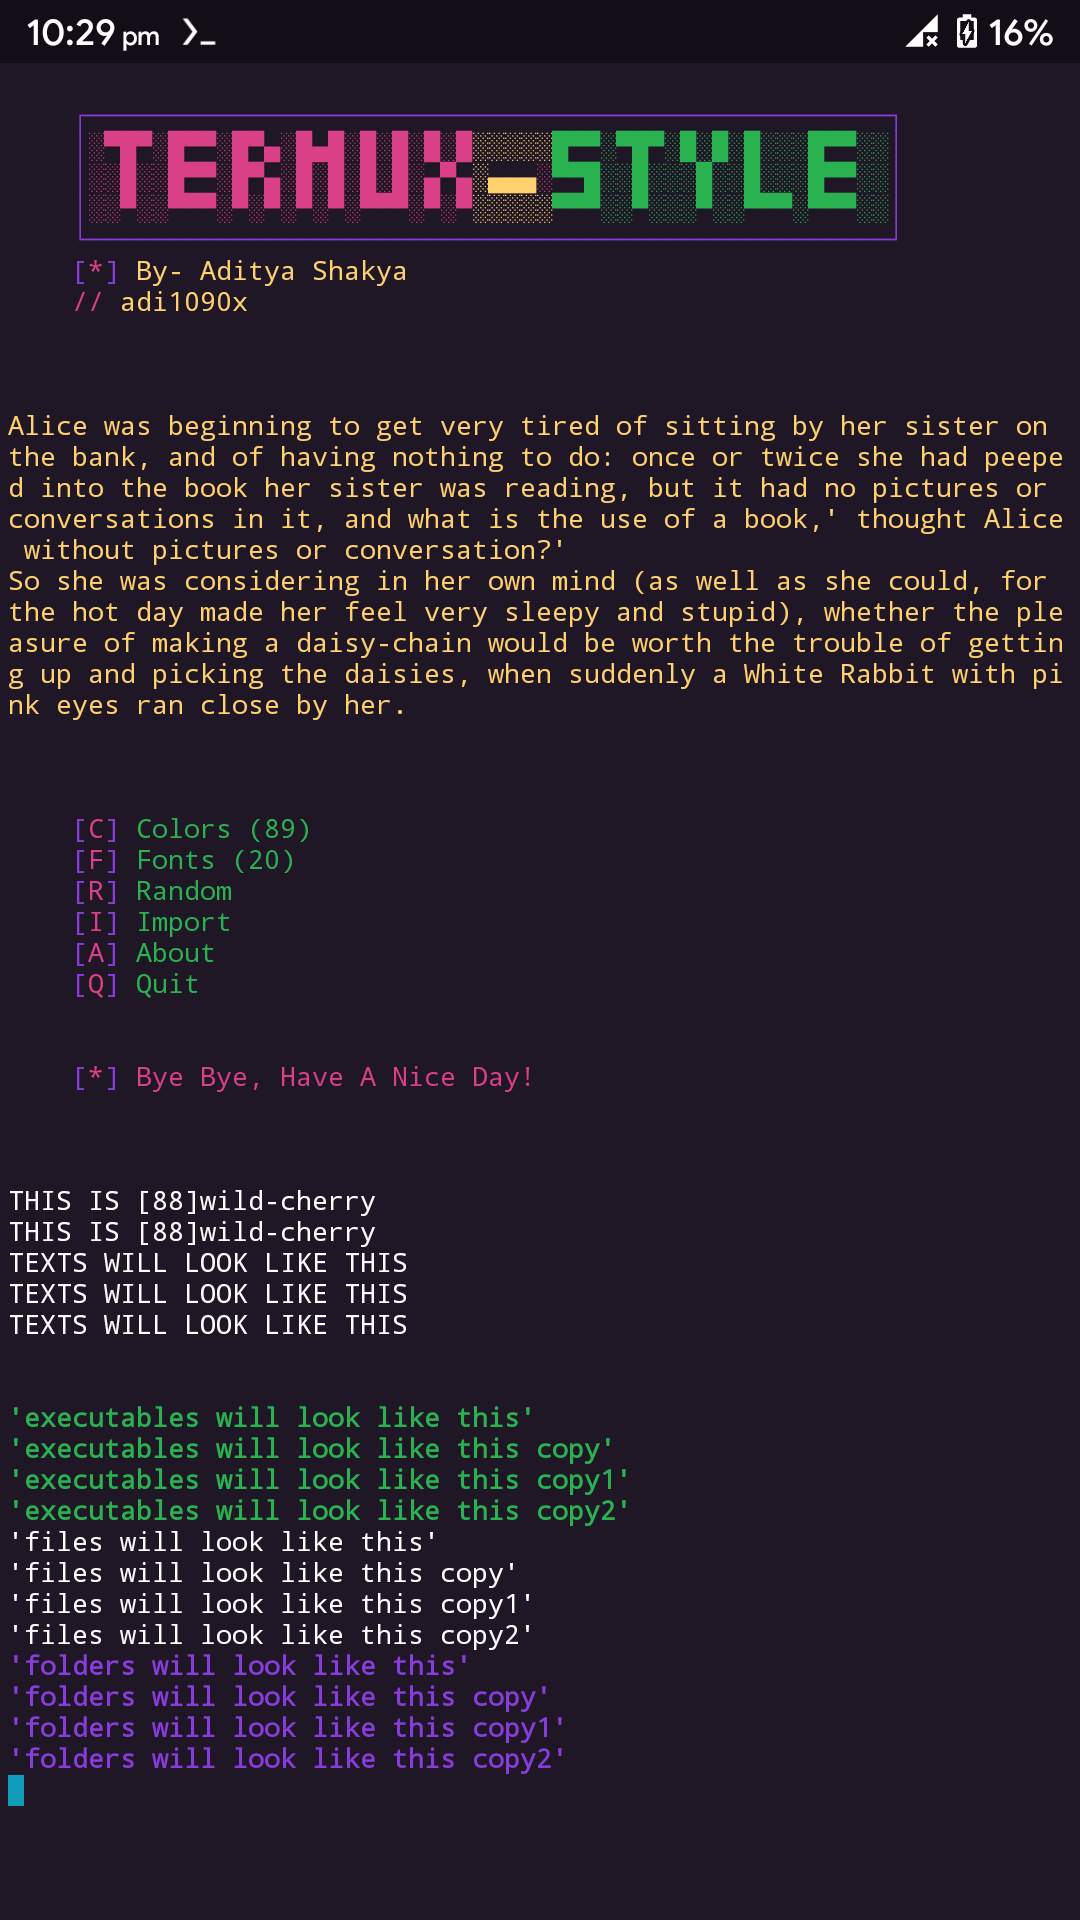 10:29 pm >_ 16%
TERMUX-STYLE
[*] By- Aditya Shakya
// adi1090x
Alice was beginning to get very tired of sitting by her sister on
the bank, and of having nothing to do: once or twice she had peepe
d into the book her sister was reading, but it had no pictures or
conversations in it, and what is the use of a book,' thought Alice
without pictures or conversation?'
So she was considering in her own mind (as well as she could, for
the hot day made her feel very sleepy and stupid), whether the ple
asure of making a daisy-chain would be worth the trouble of gettin
g up and picking the daisies, when suddenly a White Rabbit with pi
nk eyes ran close by her.
[C] Colors (89)
[F] Fonts (20)
[R] Random
[I] Import
[A] About
[Q] Quit
[*] Bye Bye, Have A Nice Day!
THIS IS [88]wild-cherry
THIS IS [88]wild-cherry
TEXTS WILL LOOK LIKE THIS
TEXTS WILL LOOK LIKE THIS
TEXTS WILL LOOK LIKE THIS
'executables will look like this'
'executables will look like this copy'
'executables will look like this copy1'
'executables will look like this copy2'
'files will look like this'
'files will look like this copy'
'files will look like this copy1'
'files will look like this copy2'
'folders will look like this'
'folders will look like this copy'
'folders will look like this copy1'
'folders will look like this copy2'